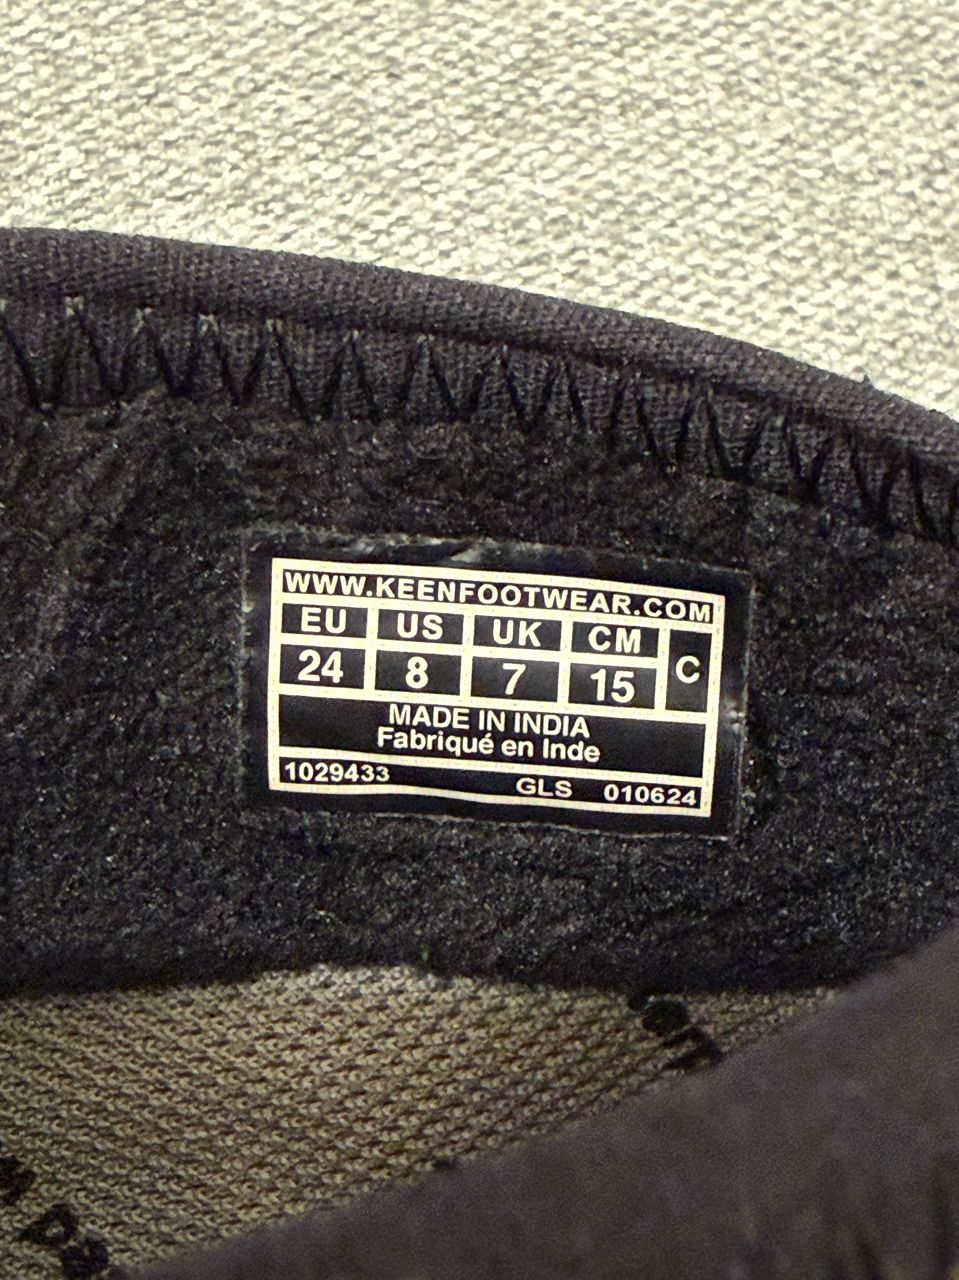 WWW.KEENFOOTWEAR.COM
EU US UK CM C
24 8 7 15
MADE IN INDIA
Fabriqué en Inde
1029433 GLS 010624